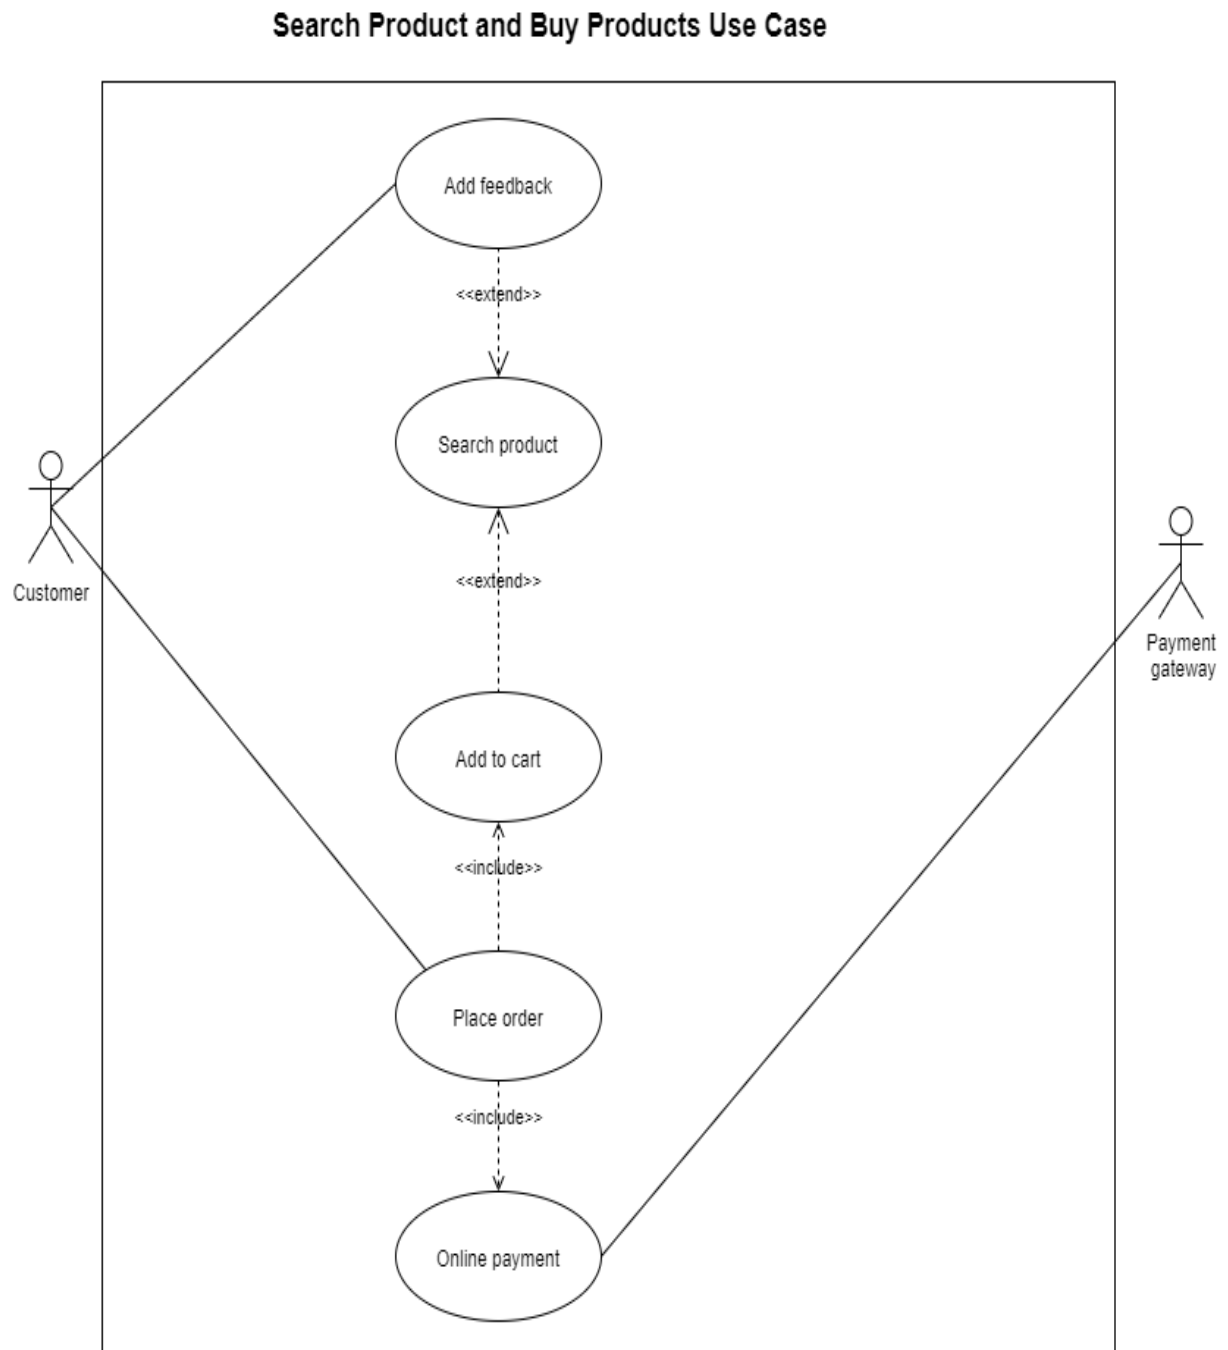 Search Product and Buy Products Use Case
Add feedback
<<extend>>
Search product
Customer
<<extend>>
Payment
gateway
Add to cart
<<include>>
Place order
<<include>>
Online payment